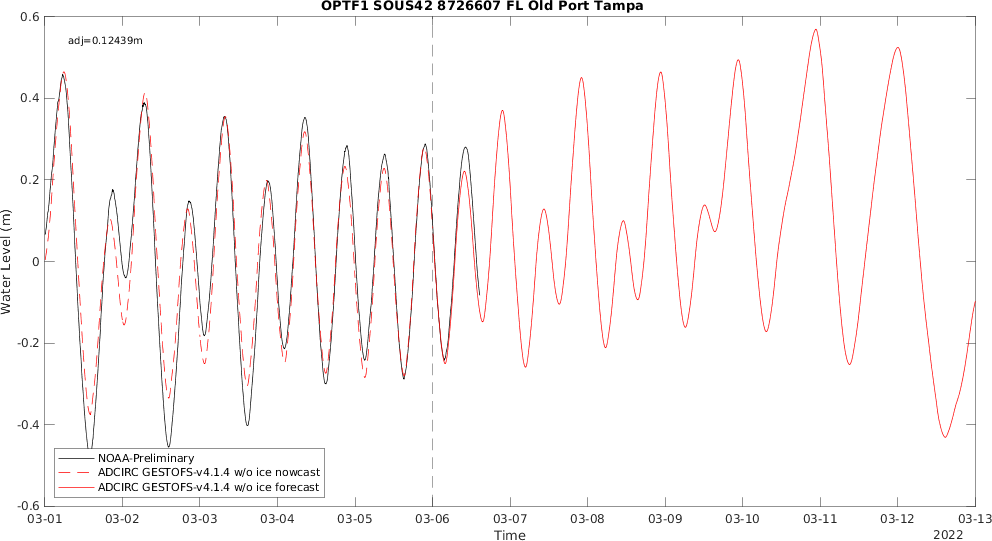 OPTF1 SOUS42 8726607 FL Old Port Tampa
adj=0.12439m
0.6
0.4
0.2
0
-0.2
-0.4
-0.6
Water Level (m)
NOAA-Preliminary
ADCIRC GESTOFS-v4.1.4 w/o ice nowcast
ADCIRC GESTOFS-v4.1.4 w/o ice forecast
03-01 03-02 03-03 03-04 03-05 03-06 03-07 03-08 03-09 03-10 03-11 03-12 03-13
Time
2022